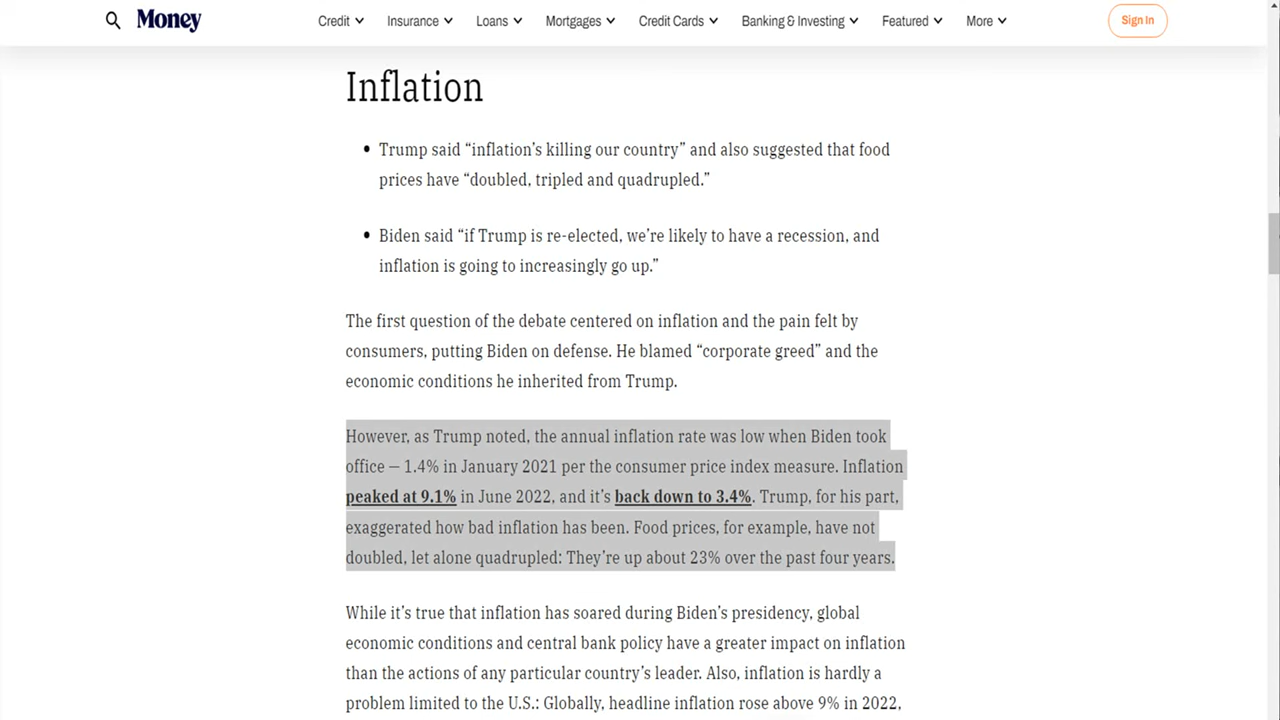 Money
Credit
Insurance
Loans
Mortgages
Credit Cards
Banking & Investing
Featured
More
Sign In
Inflation
• Trump said “inflation’s killing our country” and also suggested that food
prices have “doubled, tripled and quadrupled.”
• Biden said “if Trump is re-elected, we’re likely to have a recession, and
inflation is going to increasingly go up.”
The first question of the debate centered on inflation and the pain felt by
consumers, putting Biden on defense. He blamed “corporate greed” and the
economic conditions he inherited from Trump.
However, as Trump noted, the annual inflation rate was low when Biden took
office — 1.4% in January 2021 per the consumer price index measure. Inflation
peaked at 9.1% in June 2022, and it’s back down to 3.4%. Trump, for his part,
exaggerated how bad inflation has been. Food prices, for example, have not
doubled, let alone quadrupled: They’re up about 23% over the past four years.
While it’s true that inflation has soared during Biden’s presidency, global
economic conditions and central bank policy have a greater impact on inflation
than the actions of any particular country’s leader. Also, inflation is hardly a
problem limited to the U.S.: Globally, headline inflation rose above 9% in 2022,